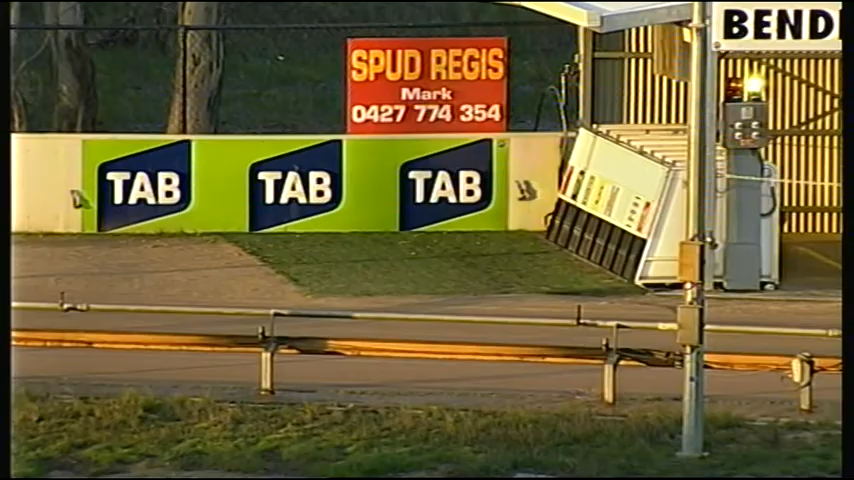 SPUD REGIS
Mark
0427 774 354
BEND
TAB TAB TAB